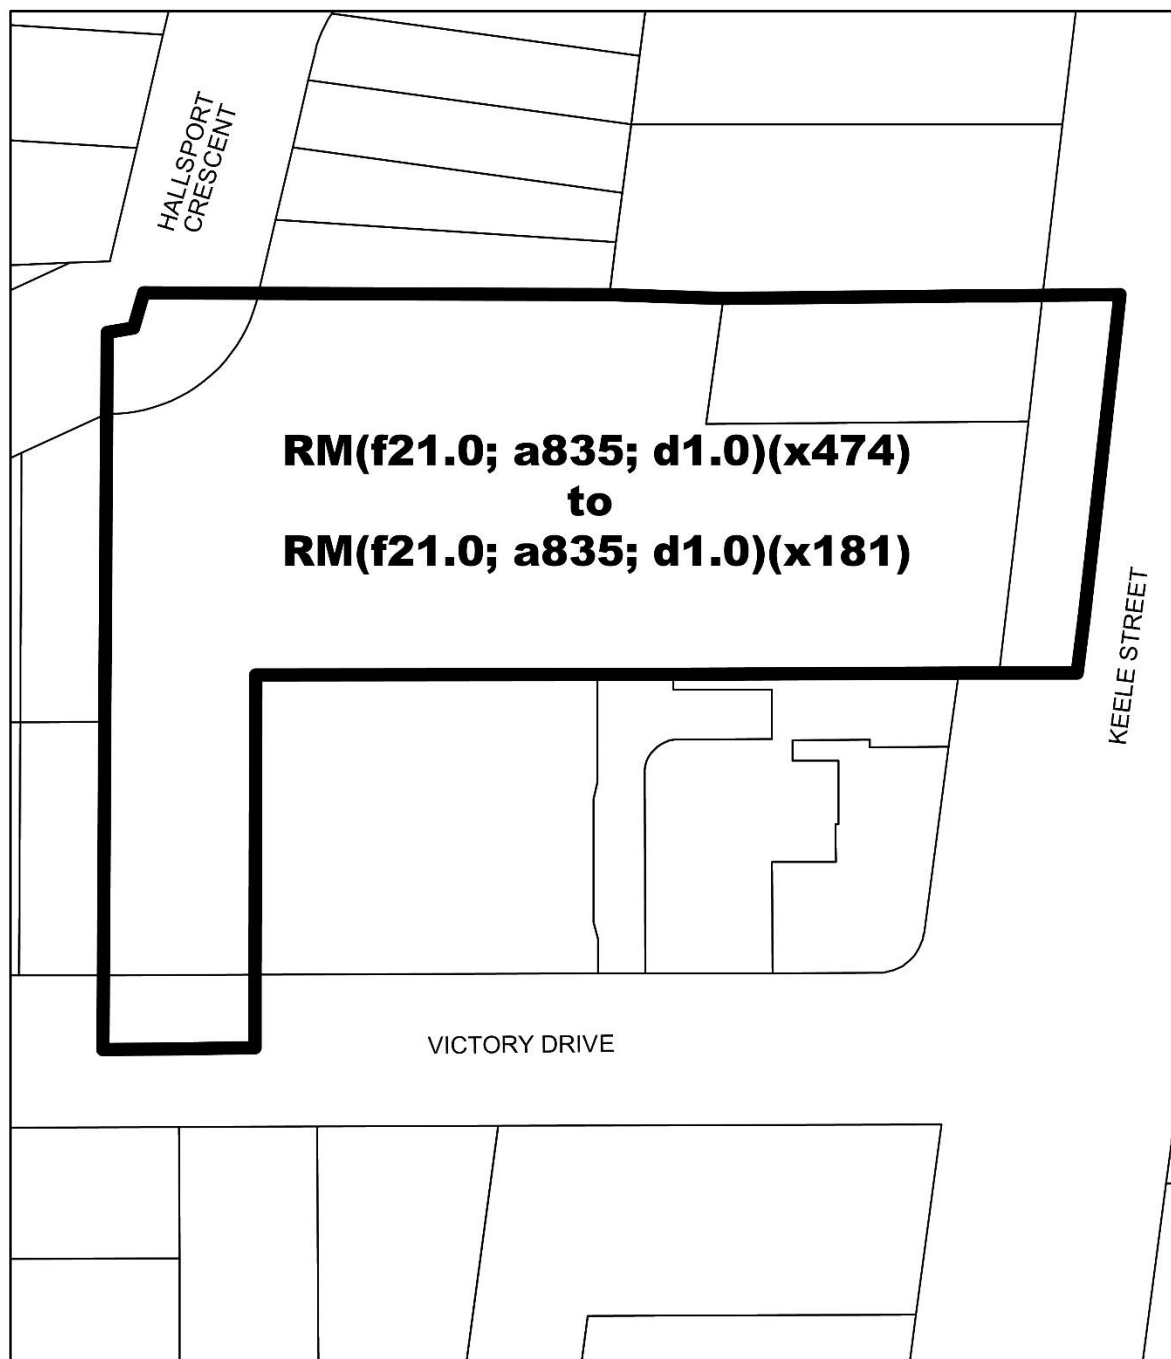 HALLSPORT
CRESCENT
RM(f21.0; a835; d1.0)(x474)
to
RM(f21.0; a835; d1.0)(x181)
KEELE STREET
VICTORY DRIVE